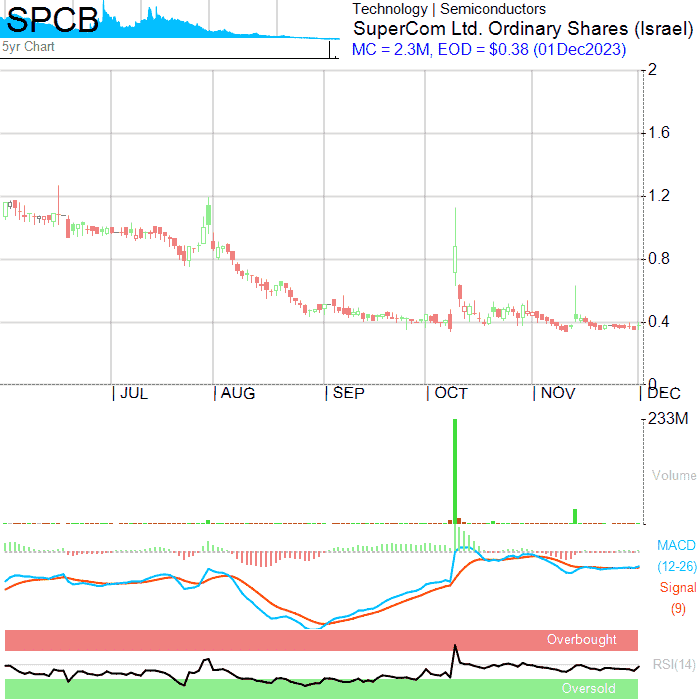 SPCB
5yr Chart
Technology | Semiconductors
SuperCom Ltd. Ordinary Shares (Israel)
MC = 2.3M, EOD = $0.38 (01Dec2023)
2
1.6
1.2
0.8
0.4
0
JUL
AUG
SEP
OCT
NOV
DEC
233M
Volume
MACD
(12-26)
Signal
(9)
Overbought
RSI(14)
Oversold